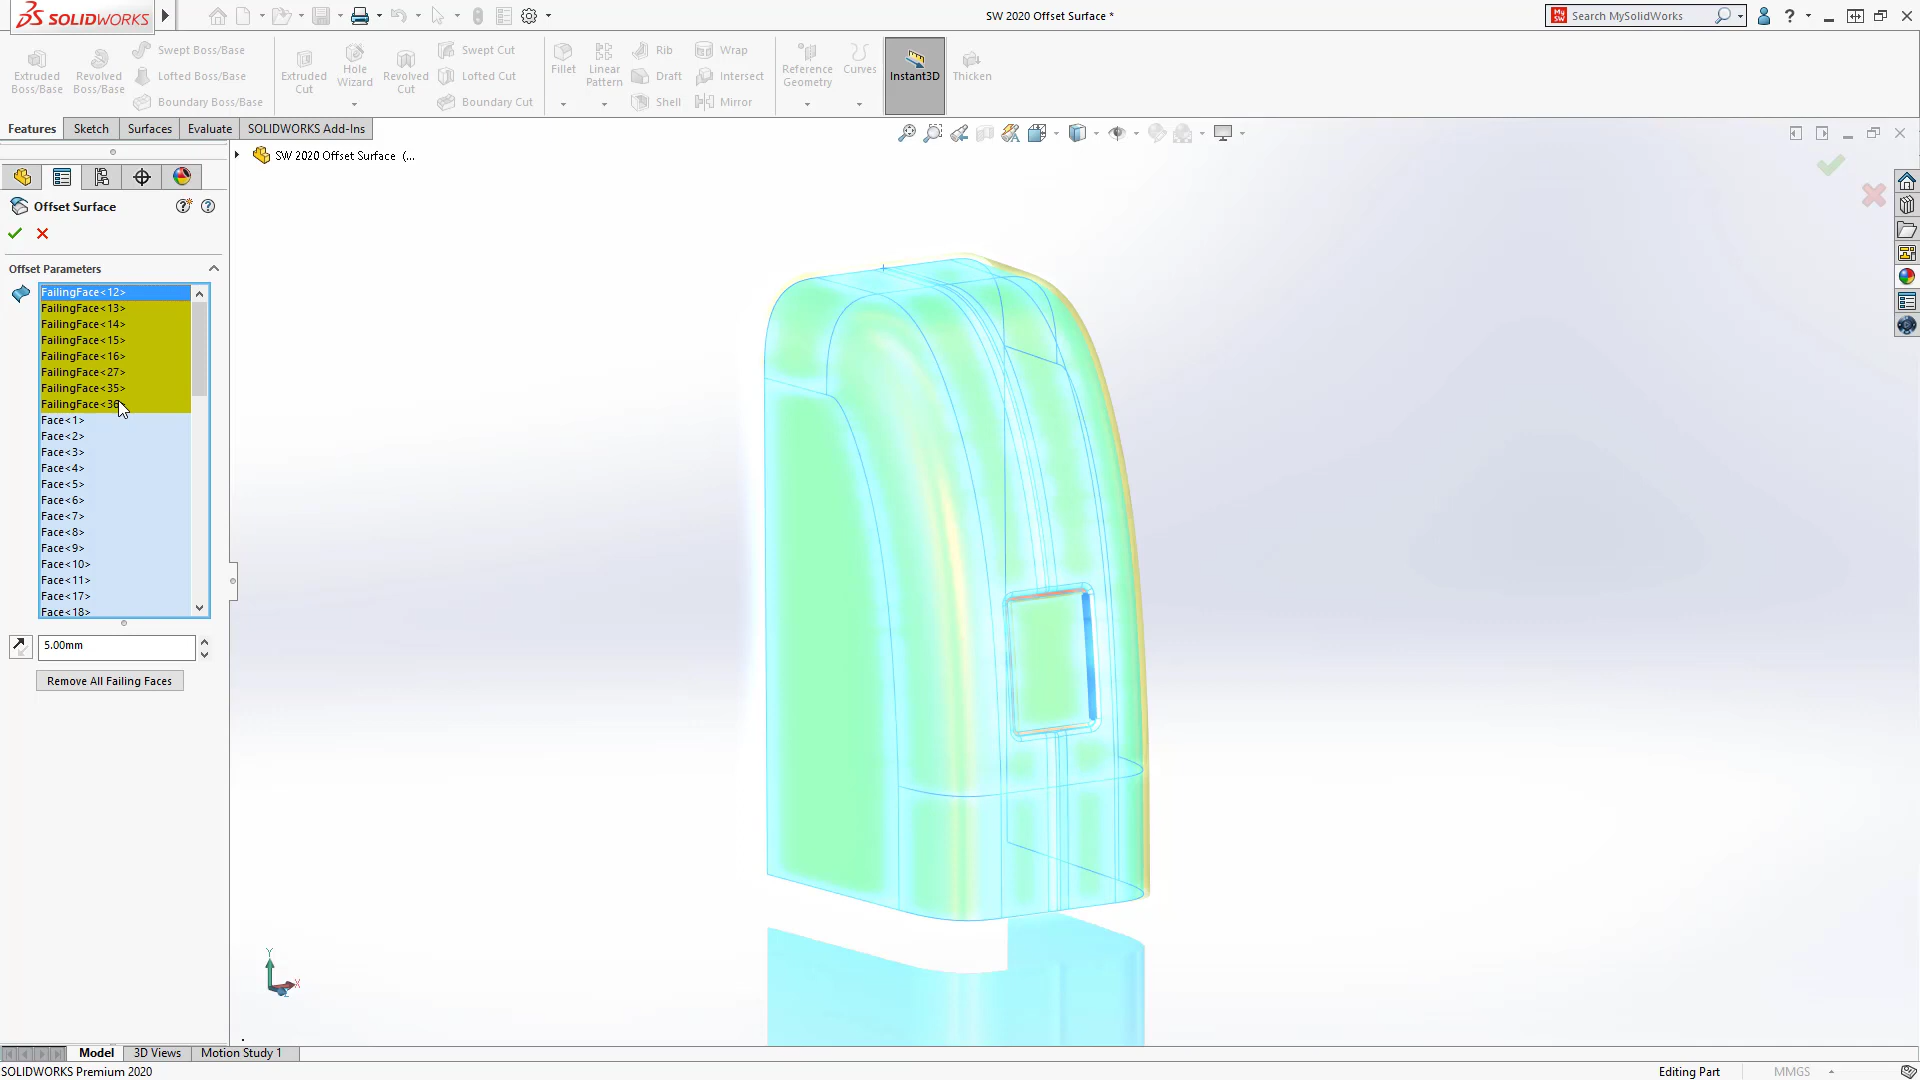 SOLIDWORKS
SW 2020 Offset Surface *
Search MySolidWorks
Extruded Boss/Base
Revolved Boss/Base
Swept Boss/Base
Lofted Boss/Base
Boundary Boss/Base
Extruded Cut
Hole Wizard
Revolved Cut
Swept Cut
Lofted Cut
Boundary Cut
Fillet
Linear Pattern
Rib
Draft
Shell
Wrap
Intersect
Mirror
Reference Geometry
Curves
Instant3D
Thicken
Features
Sketch
Surfaces
Evaluate
SOLIDWORKS Add-Ins
SW 2020 Offset Surface (...
Offset Surface
Offset Parameters
FailingFace<12>
FailingFace<13>
FailingFace<14>
FailingFace<15>
FailingFace<16>
FailingFace<27>
FailingFace<35>
FailingFace<36
Face<1>
Face<2>
Face<3>
Face<4>
Face<5>
Face<6>
Face<7>
Face<8>
Face<9>
Face<10>
Face<11>
Face<17>
Face<18>
5.00mm
Remove All Failing Faces
Y
X
Model
3D Views
Motion Study 1
SOLIDWORKS Premium 2020
Editing Part
MMGS